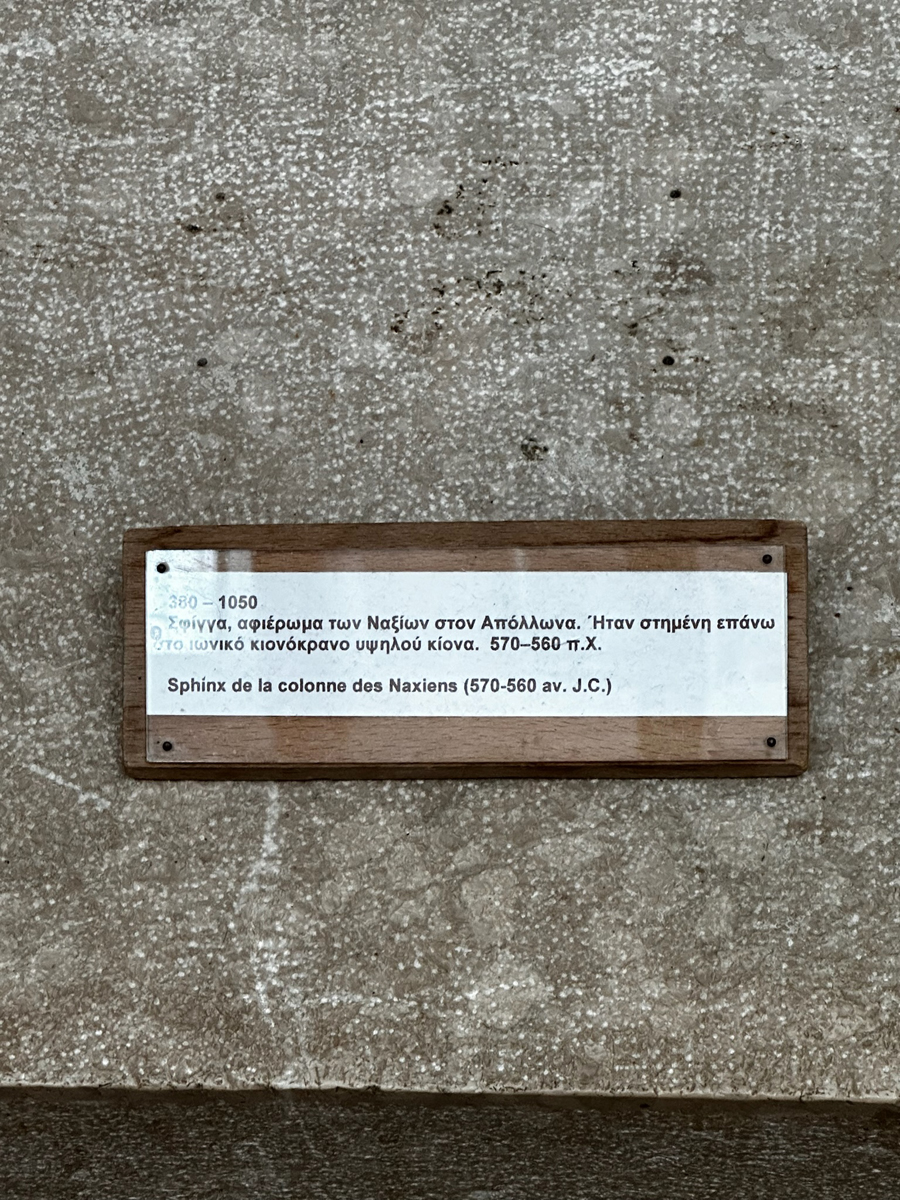 380 – 1050
Σφίγγα, αφιέρωμα των Ναξίων στον Απόλλωνα. Ήταν στημένη επάνω
στο ιωνικό κιονόκρανο υψηλού κίονα. 570–560 π.Χ.
Sphinx de la colonne des Naxiens (570-560 av. J.C.)